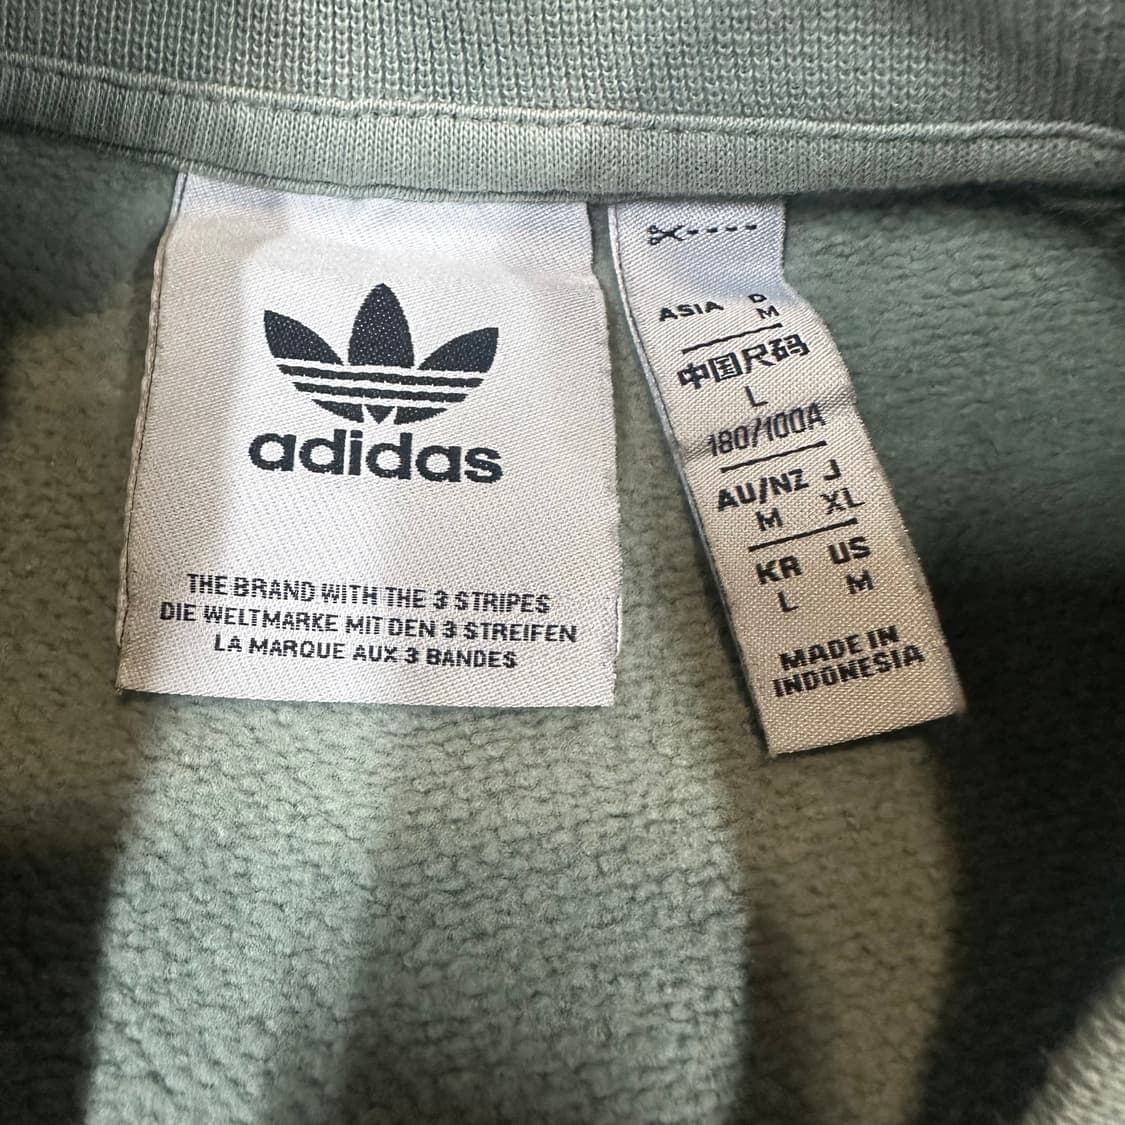 adidas
THE BRAND WITH THE 3 STRIPES
DIE WELTMARKE MIT DEN 3 STREIFEN
LA MARQUE AUX 3 BANDES
ASIA D
M
中国尺码
L
180/100A
AU/NZ J
M XL
KR US
L M
MADE IN
INDONESIA